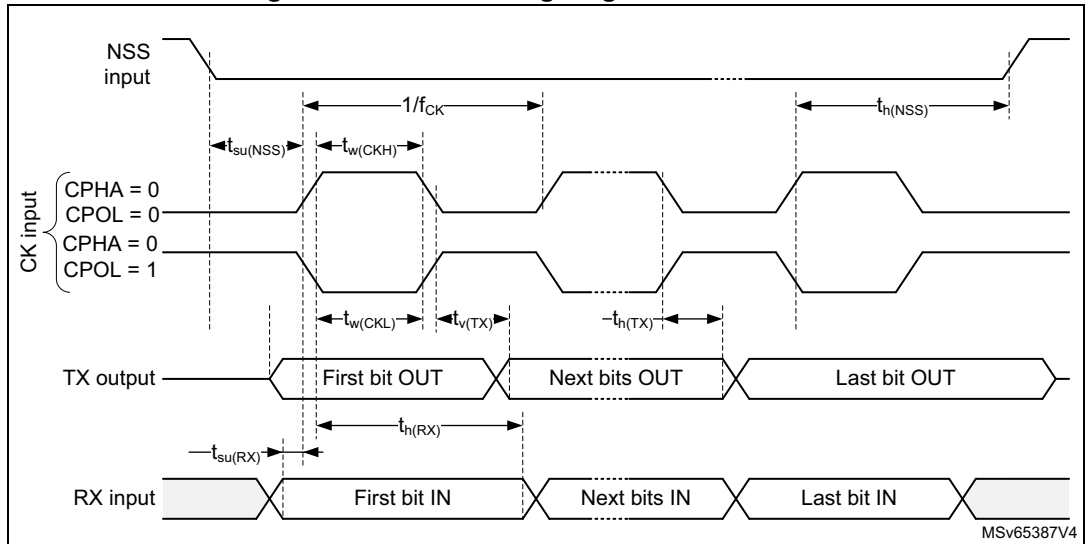 NSS
input
1/fCK
th(NSS)
tsu(NSS)
tw(CKH)
CK input
CPHA = 0
CPOL = 0
CPHA = 0
CPOL = 1
tw(CKL)
tv(TX)
th(TX)
TX output
First bit OUT
Next bits OUT
Last bit OUT
th(RX)
tsu(RX)
RX input
First bit IN
Next bits IN
Last bit IN
MSv65387V4